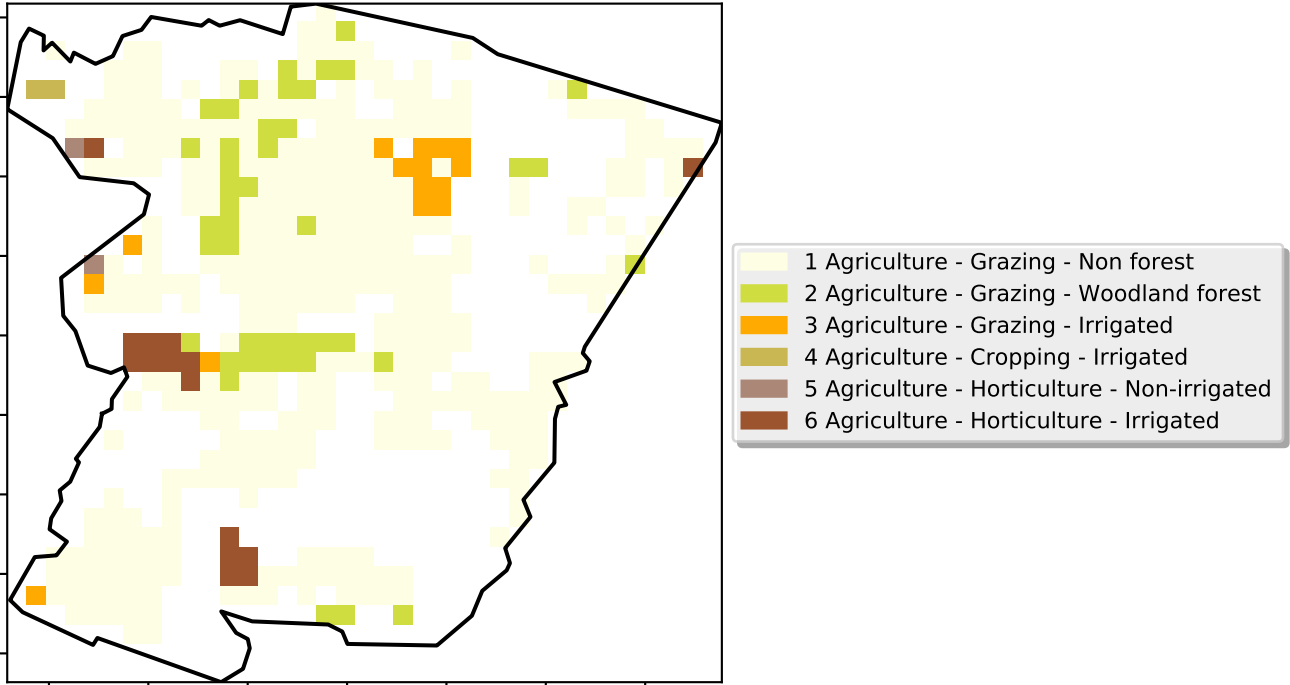 1 Agriculture - Grazing - Non forest
2 Agriculture - Grazing - Woodland forest
3 Agriculture - Grazing - Irrigated
4 Agriculture - Cropping - Irrigated
5 Agriculture - Horticulture - Non-irrigated
6 Agriculture - Horticulture - Irrigated